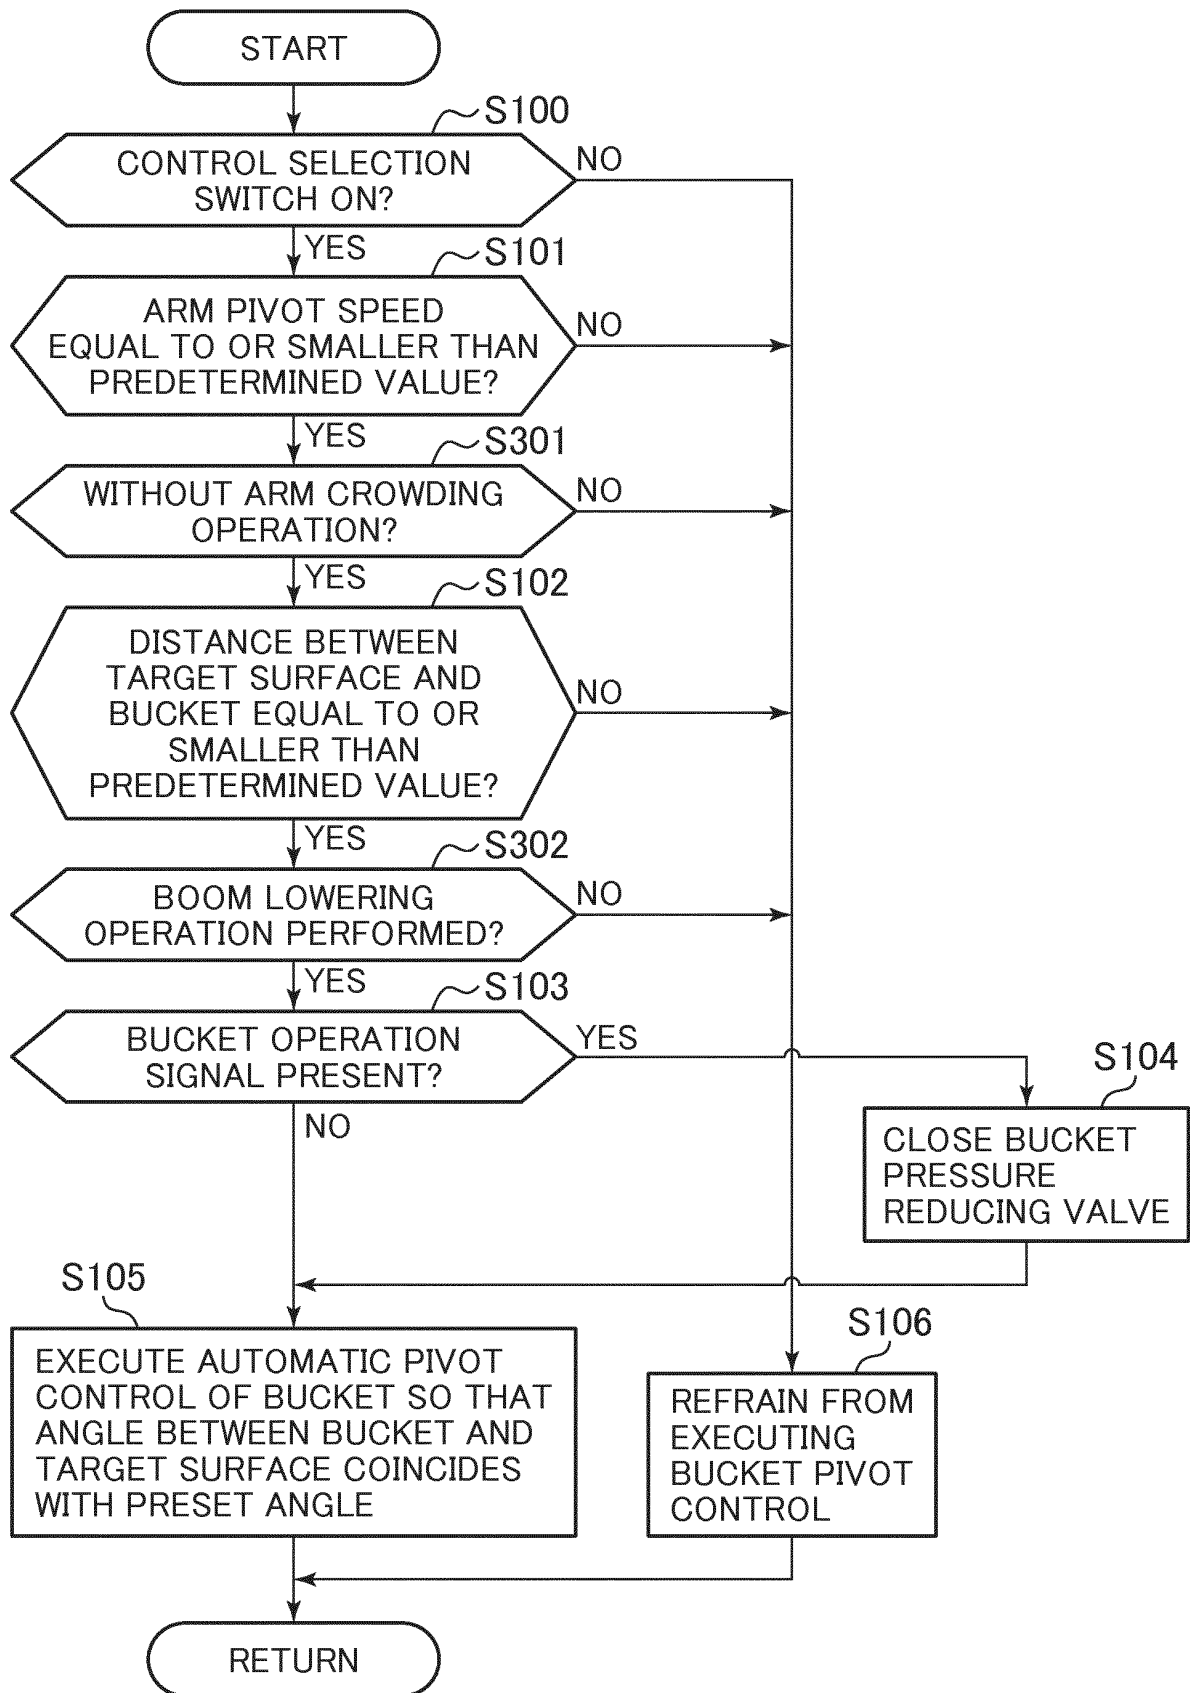 START
S100
CONTROL SELECTION
SWITCH ON?
NO
YES
S101
ARM PIVOT SPEED
EQUAL TO OR SMALLER THAN
PREDETERMINED VALUE?
NO
YES
S301
WITHOUT ARM CROWDING
OPERATION?
NO
YES
S102
DISTANCE BETWEEN
TARGET SURFACE AND
BUCKET EQUAL TO OR
SMALLER THAN
PREDETERMINED VALUE?
NO
YES
S302
BOOM LOWERING
OPERATION PERFORMED?
NO
YES
S103
BUCKET OPERATION
SIGNAL PRESENT?
YES
NO
S104
CLOSE BUCKET
PRESSURE
REDUCING VALVE
S105
EXECUTE AUTOMATIC PIVOT
CONTROL OF BUCKET SO THAT
ANGLE BETWEEN BUCKET AND
TARGET SURFACE COINCIDES
WITH PRESET ANGLE
S106
REFRAIN FROM
EXECUTING
BUCKET PIVOT
CONTROL
RETURN